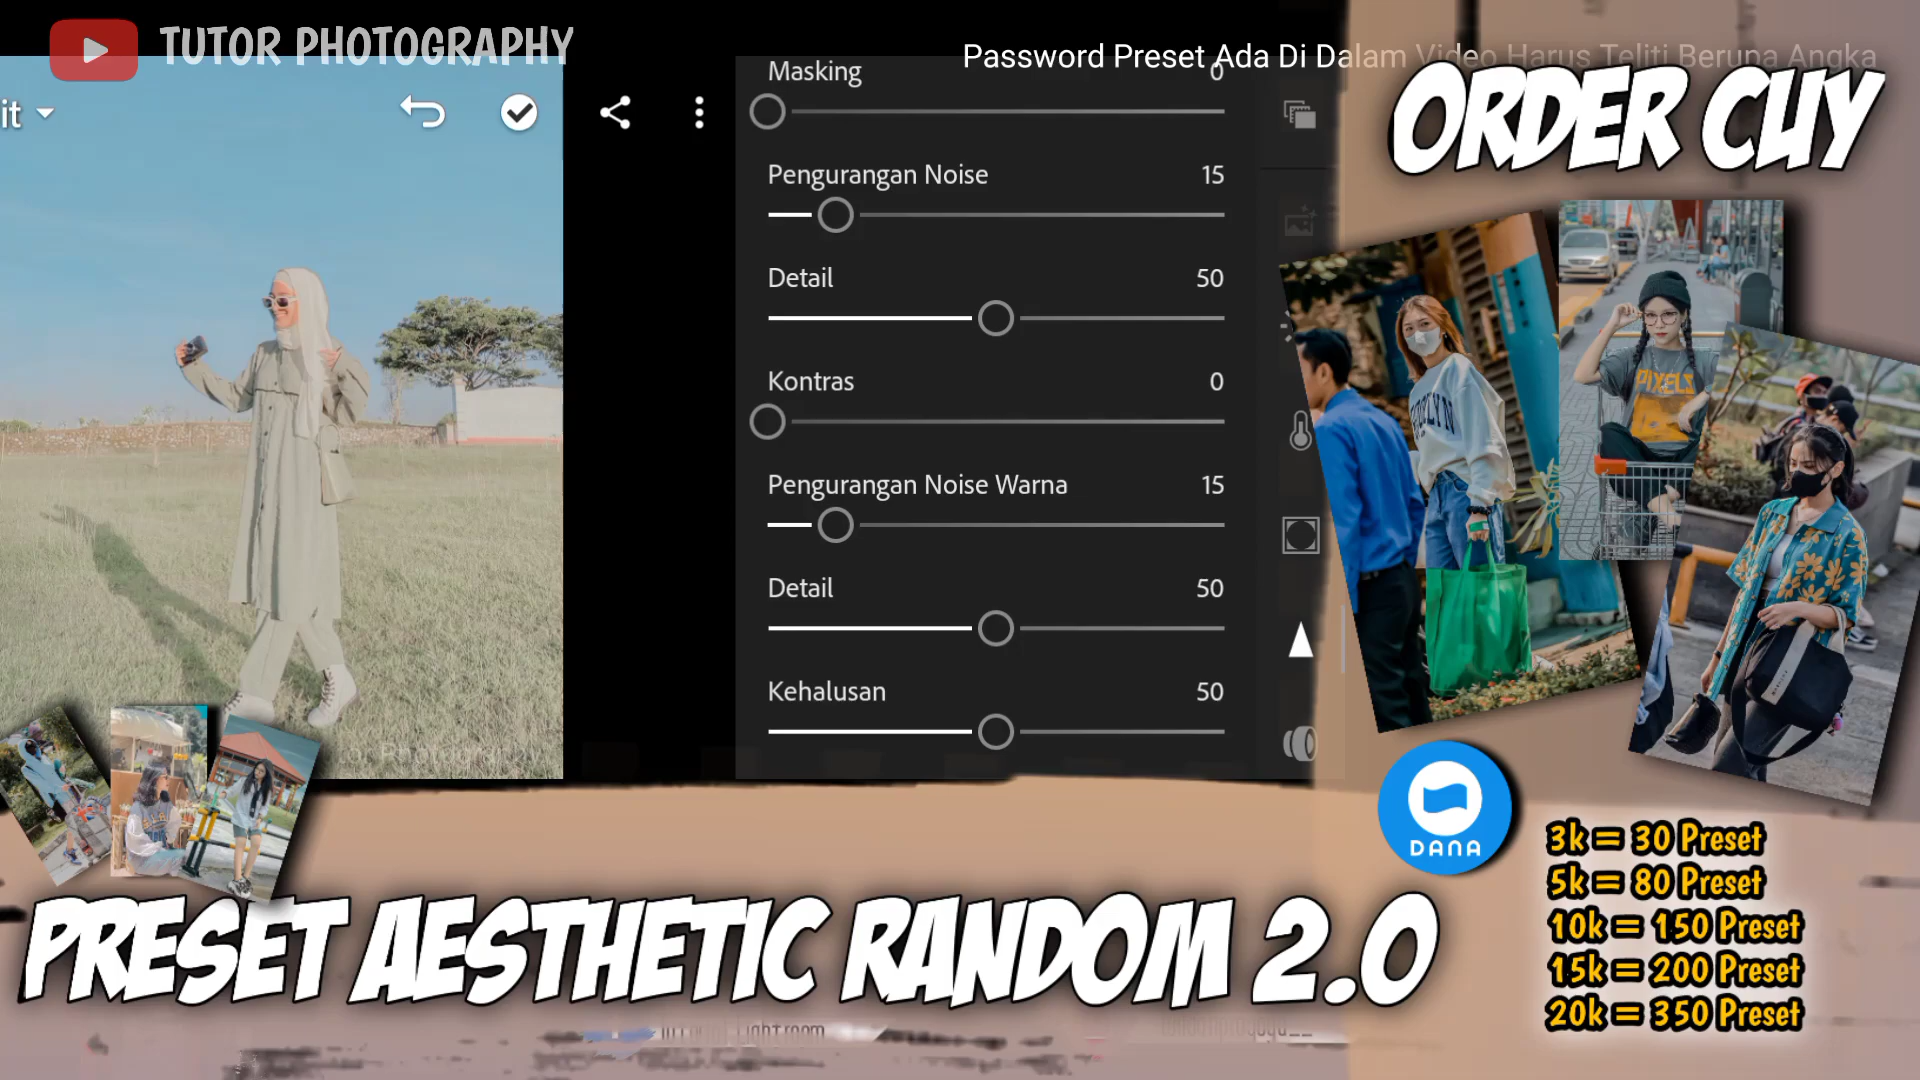 TUTOR PHOTOGRAPHY
Password Preset Ada Di Dalam Video Harus Teliti Berupa Angka
it
Masking 0
Pengurangan Noise 15
Detail 50
Kontras 0
Pengurangan Noise Warna 15
Detail 50
Kehalusan 50
ORDER CUY
PIXELS
DANA
3k = 30 Preset
5k = 80 Preset
10k = 150 Preset
15k = 200 Preset
20k = 350 Preset
PRESET AESTHETIC RANDOM 2.0